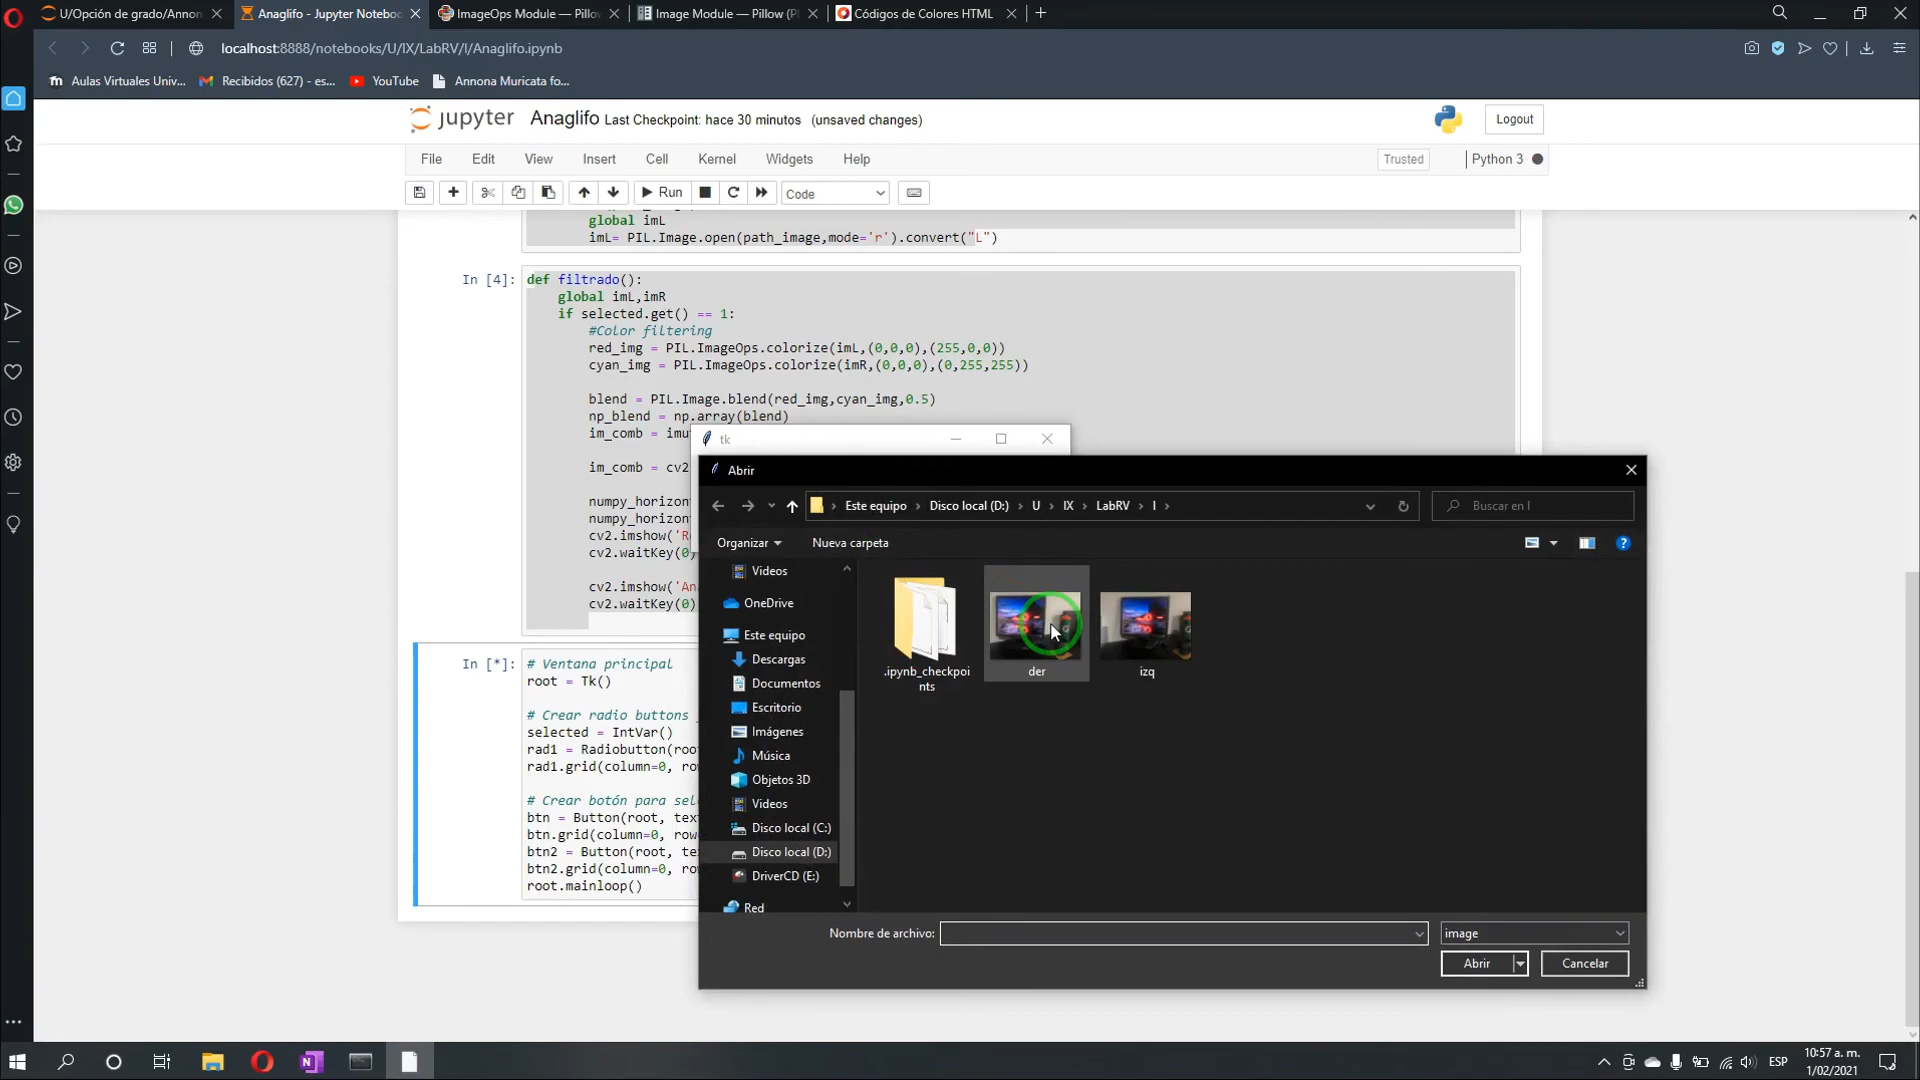 U/Opción de grado/Annon
Anaglifo - Jupyter Noteboo
ImageOps Module — Pillow
Image Module — Pillow (P
Códigos de Colores HTML
localhost:8888/notebooks/U/IX/LabRV/I/Anaglifo.ipynb
Aulas Virtuales Univ...
Recibidos (627) - es...
YouTube
Annona Muricata fo...
jupyter
Anaglifo Last Checkpoint: hace 30 minutos (unsaved changes)
Logout
File Edit View Insert Cell Kernel Widgets Help
Trusted
Python 3
Run
Code
global imL
imL= PIL.Image.open(path_image,mode='r').convert("L")
In [4]:
def filtrado():
global imL,imR
if selected.get() == 1:
#Color filtering
red_img = PIL.ImageOps.colorize(imL,(0,0,0),(255,0,0))
cyan_img = PIL.ImageOps.colorize(imR,(0,0,0),(0,255,255))
blend = PIL.Image.blend(red_img,cyan_img,0.5)
np_blend = np.array(blend)
im_comb = imu
im_comb = cv2
numpy_horizon
numpy_horizon
cv2.imshow('R
cv2.waitKey(0)
cv2.imshow('An
cv2.waitKey(0)
In [*]:
# Ventana principal
root = Tk()
# Crear radio buttons
selected = IntVar()
rad1 = Radiobutton(roo
rad1.grid(column=0, ro
# Crear botón para sel
btn = Button(root, tex
btn.grid(column=0, row
btn2 = Button(root, te
btn2.grid(column=0, ro
root.mainloop()
tk
Abrir
Este equipo
Disco local (D:)
U
IX
LabRV
I
Buscar en I
Organizar
Nueva carpeta
Videos
OneDrive
Este equipo
Descargas
Documentos
Escritorio
Imágenes
Música
Objetos 3D
Videos
Disco local (C:)
Disco local (D:)
DriverCD (E:)
Red
.ipynb_checkpoi
nts
der
izq
Nombre de archivo:
image
Abrir
Cancelar
ESP
10:57 a. m.
1/02/2021